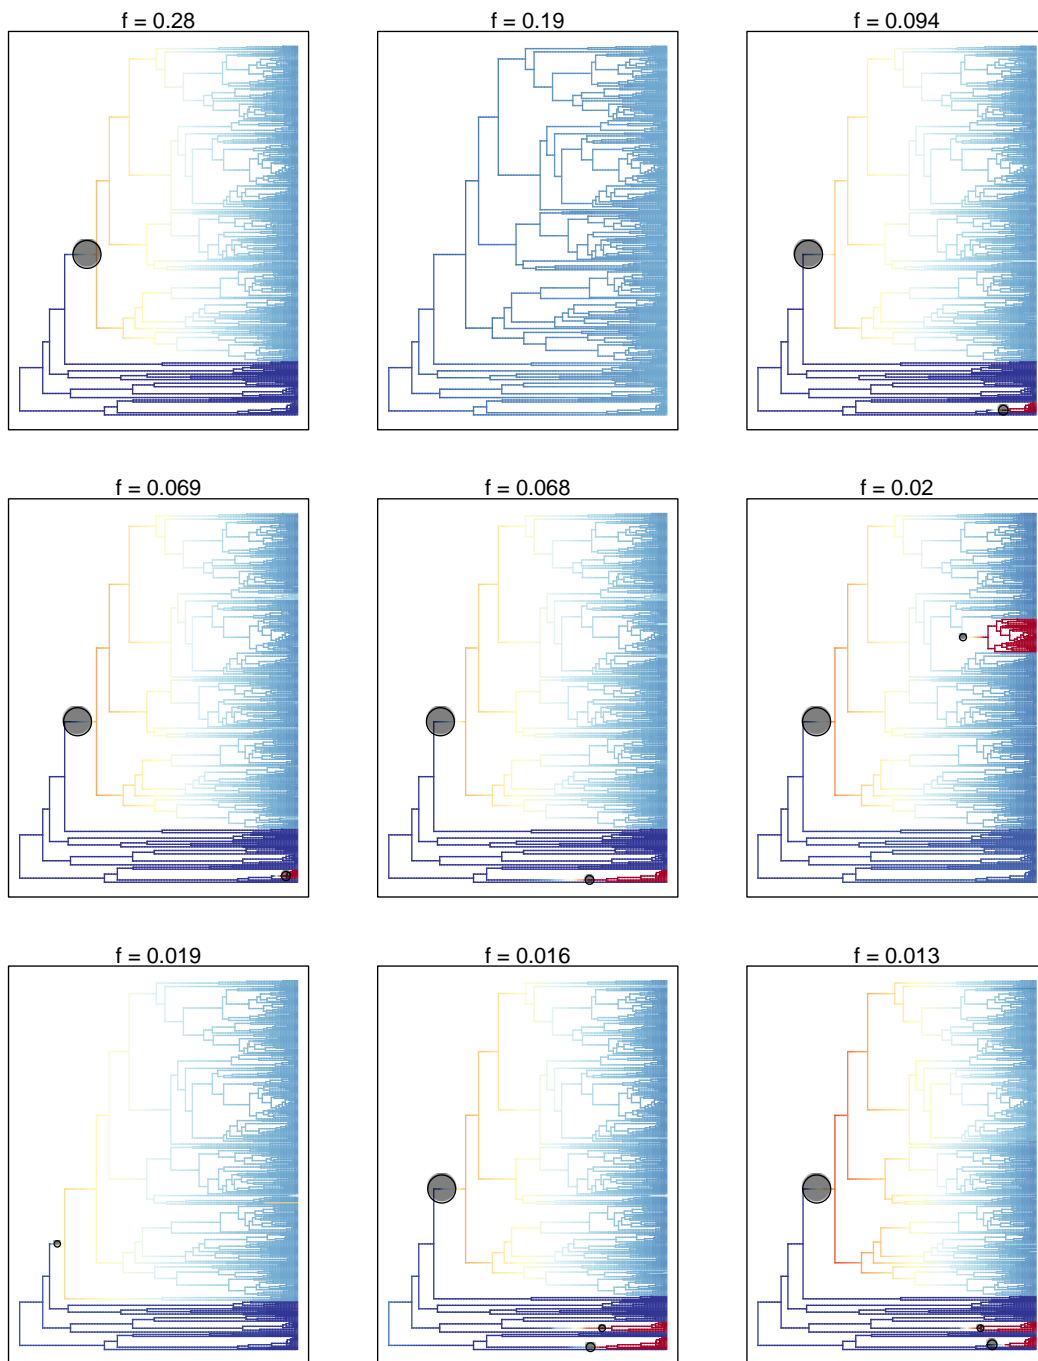 f = 0.28
f = 0.19
f = 0.094
f = 0.069
f = 0.068
f = 0.02
f = 0.019
f = 0.016
f = 0.013